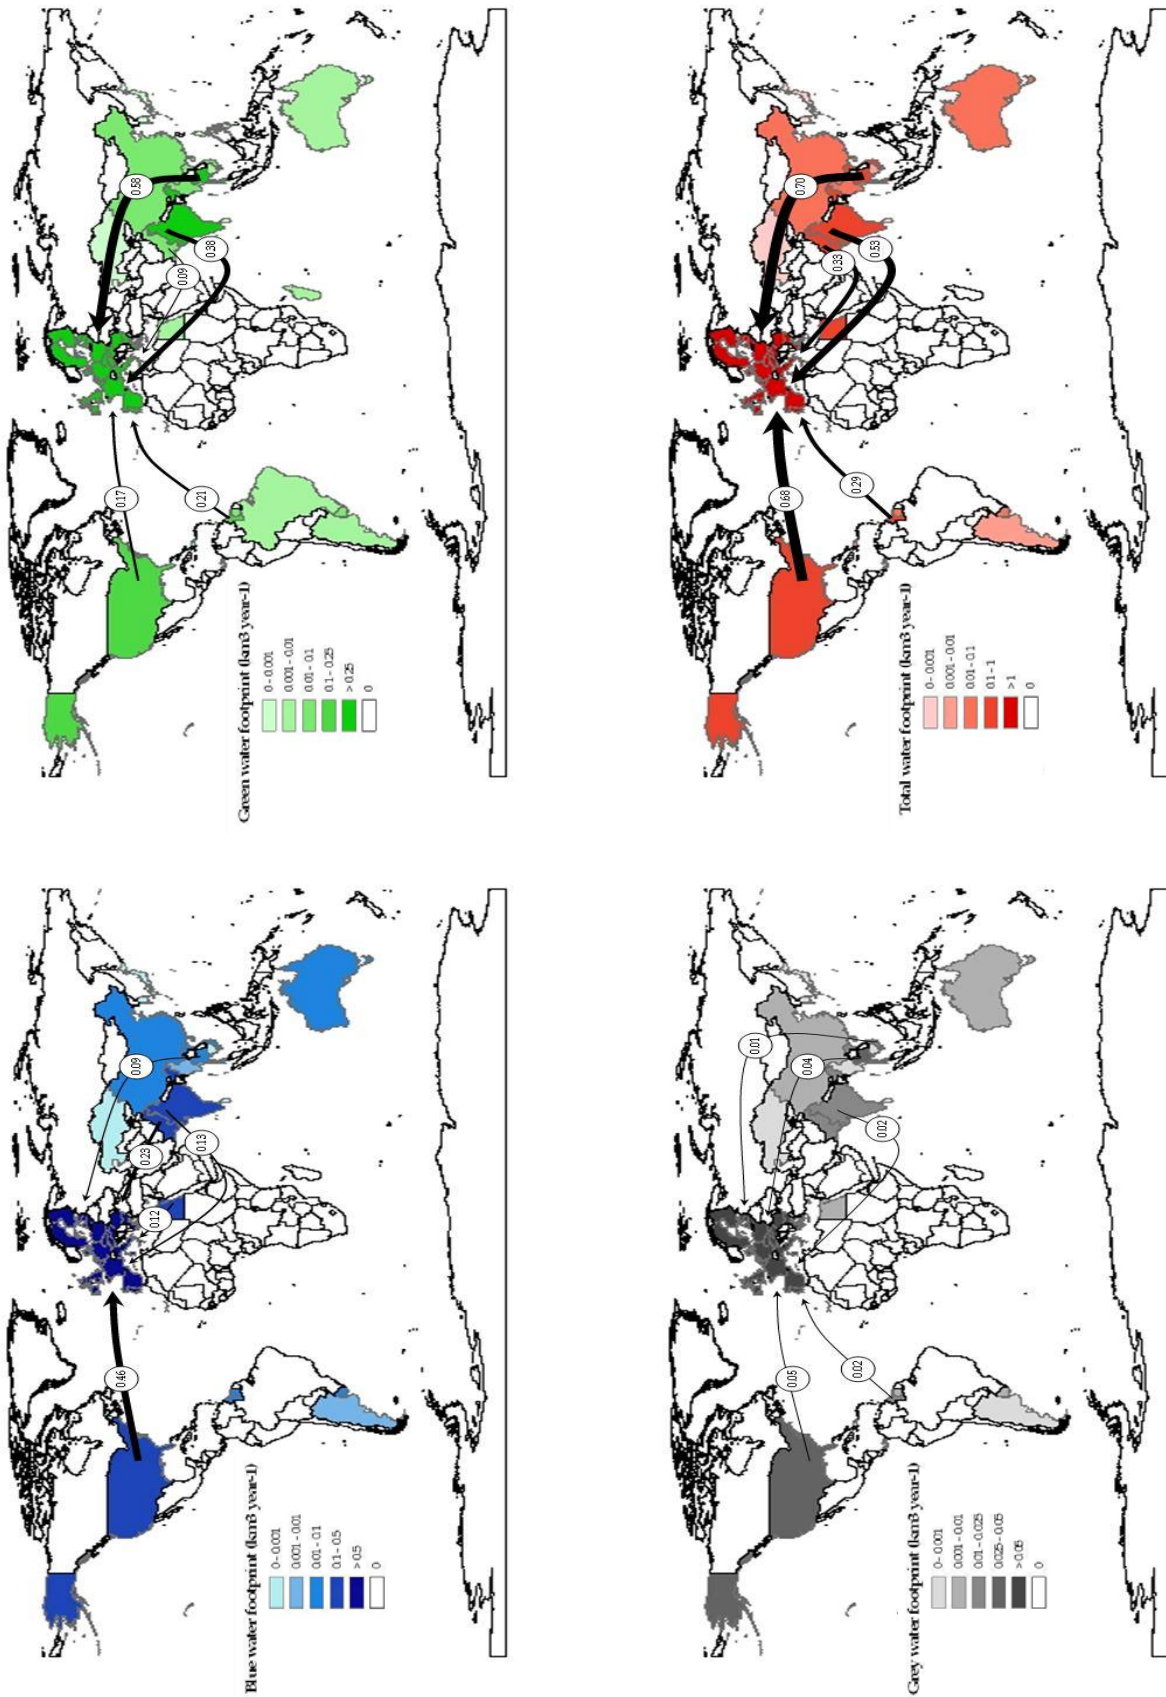 Green water footprint (km3 year-1)
0 - 0.001
0.001 - 0.01
0.01 - 0.1
0.1 - 0.25
> 0.25
0
0.17
0.21
0.58
0.09
0.38
Total water footprint (km3 year-1)
0 - 0.001
0.001 - 0.01
0.01 - 0.1
0.1 - 1
> 1
0
0.68
0.29
0.70
0.33
0.53
Blue water footprint (km3 year-1)
0 - 0.001
0.001 - 0.01
0.01 - 0.1
0.1 - 0.5
> 0.5
0
0.46
0.12
0.23
0.09
0.13
Grey water footprint (km3 year-1)
0 - 0.001
0.001 - 0.01
0.01 - 0.025
0.025 - 0.05
> 0.05
0
0.05
0.02
0.01
0.04
0.02